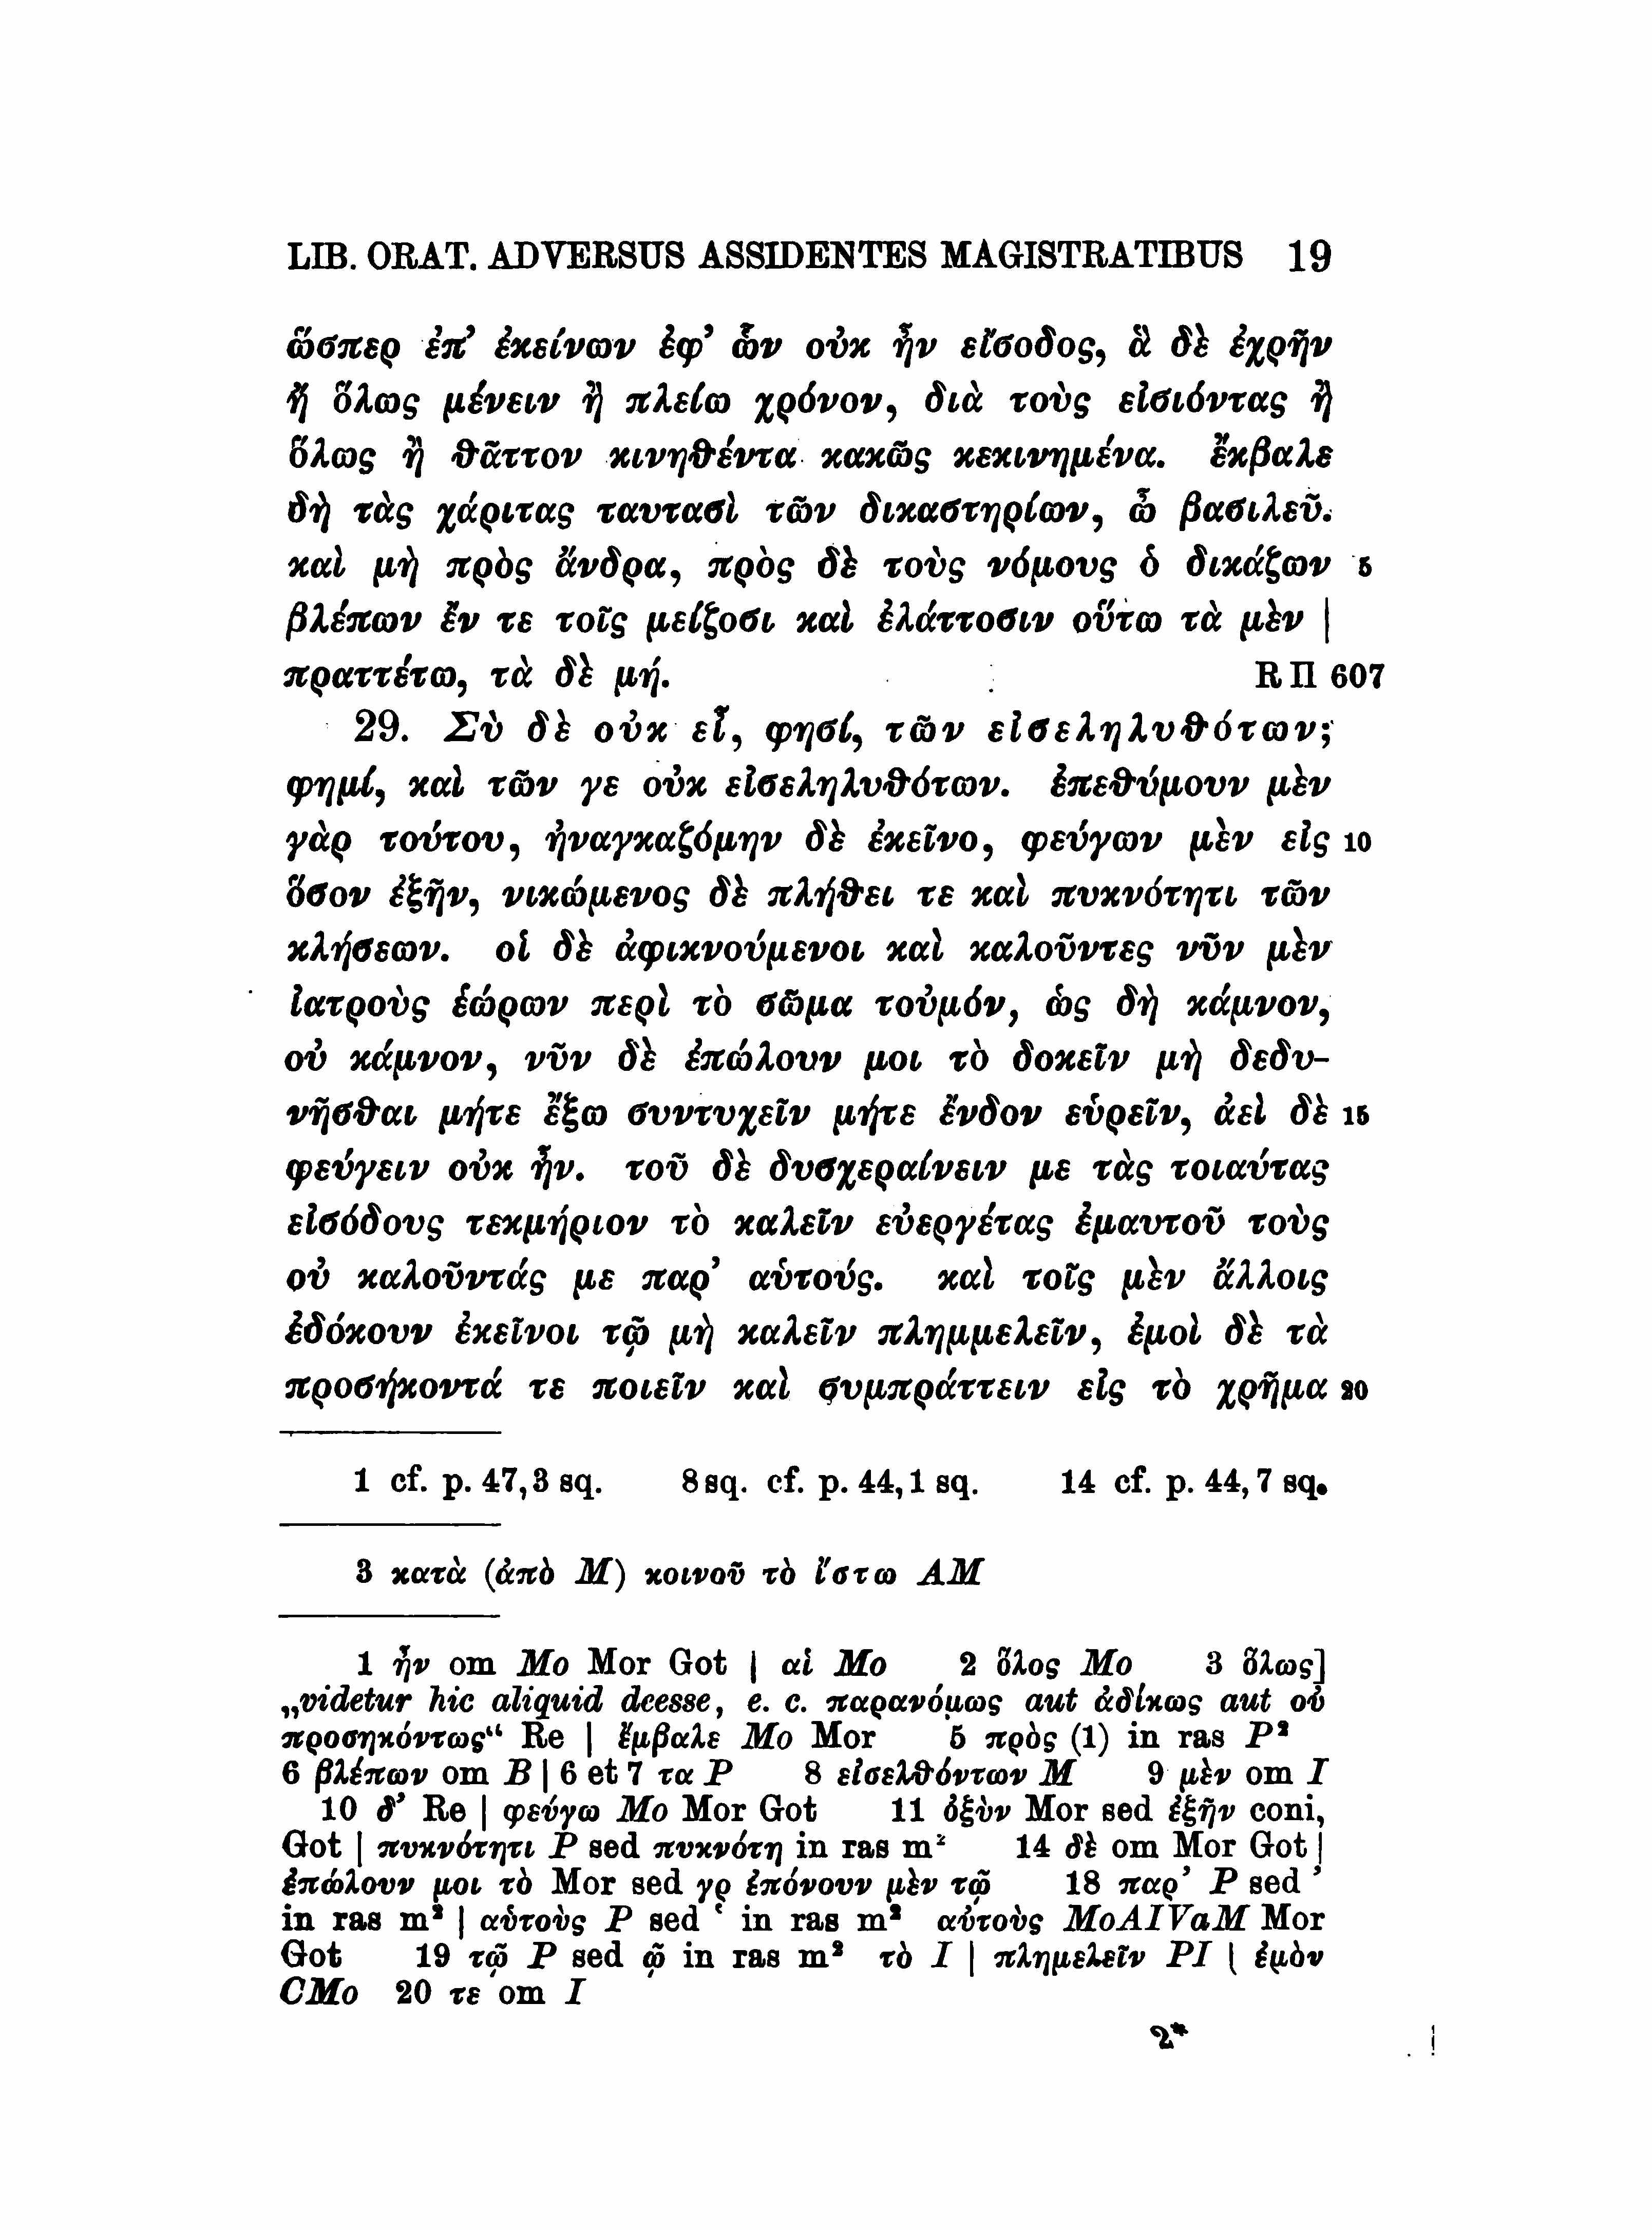 LIB. ORAT. ADVERSUS ASSIDENTES MAGISTRATIBUS 19
ὥσπερ ἐπ’ ἐκείνων ἐφ’ ὧν οὐκ ἦν εἴσοδος, ἃ δὲ ἐχρῆν
ἢ ὅλως μένειν ἢ πλείω χρόνον, διὰ τοὺς εἰσιόντας ἢ
ὅλως ἢ θᾶττον κινηθέντα κακῶς κεκινημένα. ἔκβαλε
δὴ τὰς χάριτας ταυτασὶ τῶν δικαστηρίων, ὦ βασιλεῦ.
καὶ μὴ πρὸς ἄνδρα, πρὸς δὲ τοὺς νόμους ὁ δικάζων 5
βλέπων ἔν τε τοῖς μείζοσι καὶ ἐλάττοσιν οὕτω τὰ μὲν |
πραττέτω, τὰ δὲ μή. R Π 607
29. Σὺ δὲ οὐκ εἶ, φησί, τῶν εἰσεληλυθότων;
φημί, καὶ τῶν γε οὐκ εἰσεληλυθότων. ἐπεθύμουν μὲν
γὰρ τούτου, ἠναγκαζόμην δὲ ἐκεῖνο, φεύγων μὲν εἰς 10
ὅσον ἐξῆν, νικώμενος δὲ πλήθει τε καὶ πυκνότητι τῶν
κλήσεων. οἱ δὲ ἀφικνούμενοι καὶ καλοῦντες νῦν μὲν
ἰατροὺς ἑώρων περὶ τὸ σῶμα τοὐμόν, ὡς δὴ κάμνον,
οὐ κάμνον, νῦν δὲ ἐπώλουν μοι τὸ δοκεῖν μὴ δεδυ-
νῆσθαι μήτε ἔξω συντυχεῖν μήτε ἔνδον εὑρεῖν, ἀεὶ δὲ 15
φεύγειν οὐκ ἦν. τοῦ δὲ δυσχεραίνειν με τὰς τοιαύτας
εἰσόδους τεκμήριον τὸ καλεῖν εὐεργέτας ἐμαυτοῦ τοὺς
οὐ καλοῦντάς με παρ’ αὑτούς. καὶ τοῖς μὲν ἄλλοις
ἐδόκουν ἐκεῖνοι τῷ μὴ καλεῖν πλημμελεῖν, ἐμοὶ δὲ τὰ
προσήκοντά τε ποιεῖν καὶ συμπράττειν εἰς τὸ χρῆμα 20
1 cf. p. 47,3 sq. 8 sq. cf. p. 44,1 sq. 14 cf. p. 44,7 sq.
3 κατὰ (ἀπὸ M) κοινοῦ τὸ ἴστω AM
1 ἦν om Mo Mor Got | αἱ Mo 2 ὅλος Mo 3 ὅλως]
„videtur hic aliquid deesse, e. c. παρανόμως aut ἀδίκως aut οὐ
προσηκόντως“ Re | ἔμβαλε Mo Mor 5 πρὸς (1) in ras P²
6 βλέπων om B | 6 et 7 τα P 8 εἰσελθόντων M 9 μὲν om I
10 δ’ Re | φεύγω Mo Mor Got 11 ὀξὺν Mor sed ἐξῆν coni,
Got | πυκνότητι P sed πυκνότη in ras m² 14 δὲ om Mor Got |
ἐπώλουν μοι τὸ Mor sed γρ ἐπόνουν μὲν τῷ 18 παρ’ P sed ’
in ras m² | αὑτοὺς P sed ‛ in ras m² αὐτοὺς MoAIVaM Mor
Got 19 τῷ P sed ῷ in ras m² τὸ I | πλημελεῖν PI | ἐμὸν
CMo 20 τε om I
2*